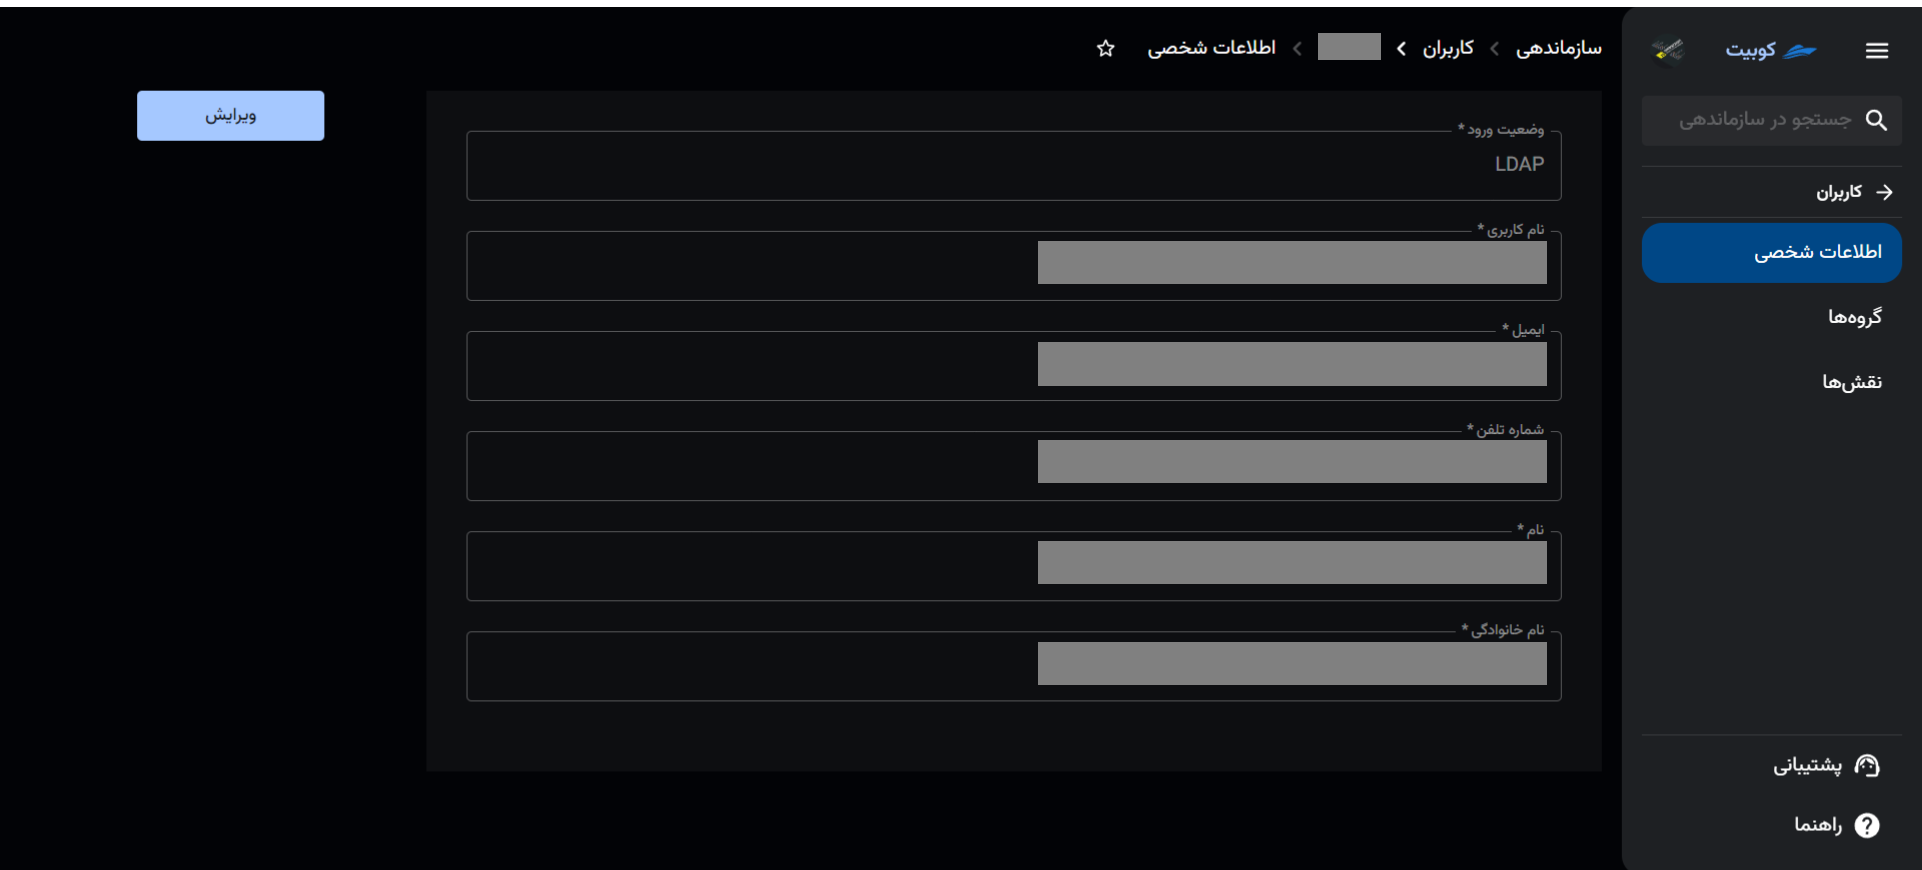 کوبیت
جستجو در سازماندهی
کاربران
اطلاعات شخصی
گروه‌ها
نقش‌ها
پشتیبانی
راهنما
سازماندهی > کاربران > > اطلاعات شخصی
وضعیت ورود *
LDAP
نام کاربری *
ایمیل *
شماره تلفن *
نام *
نام خانوادگی *
ویرایش